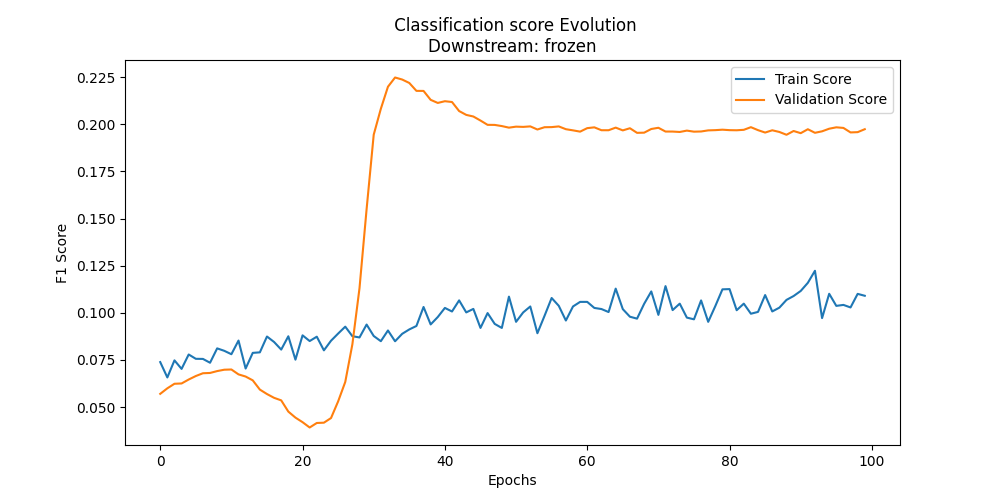 Classification score Evolution
Downstream: frozen
Train Score
Validation Score
F1 Score
0.225
0.200
0.175
0.150
0.125
0.100
0.075
0.050
0 20 40 60 80 100
Epochs